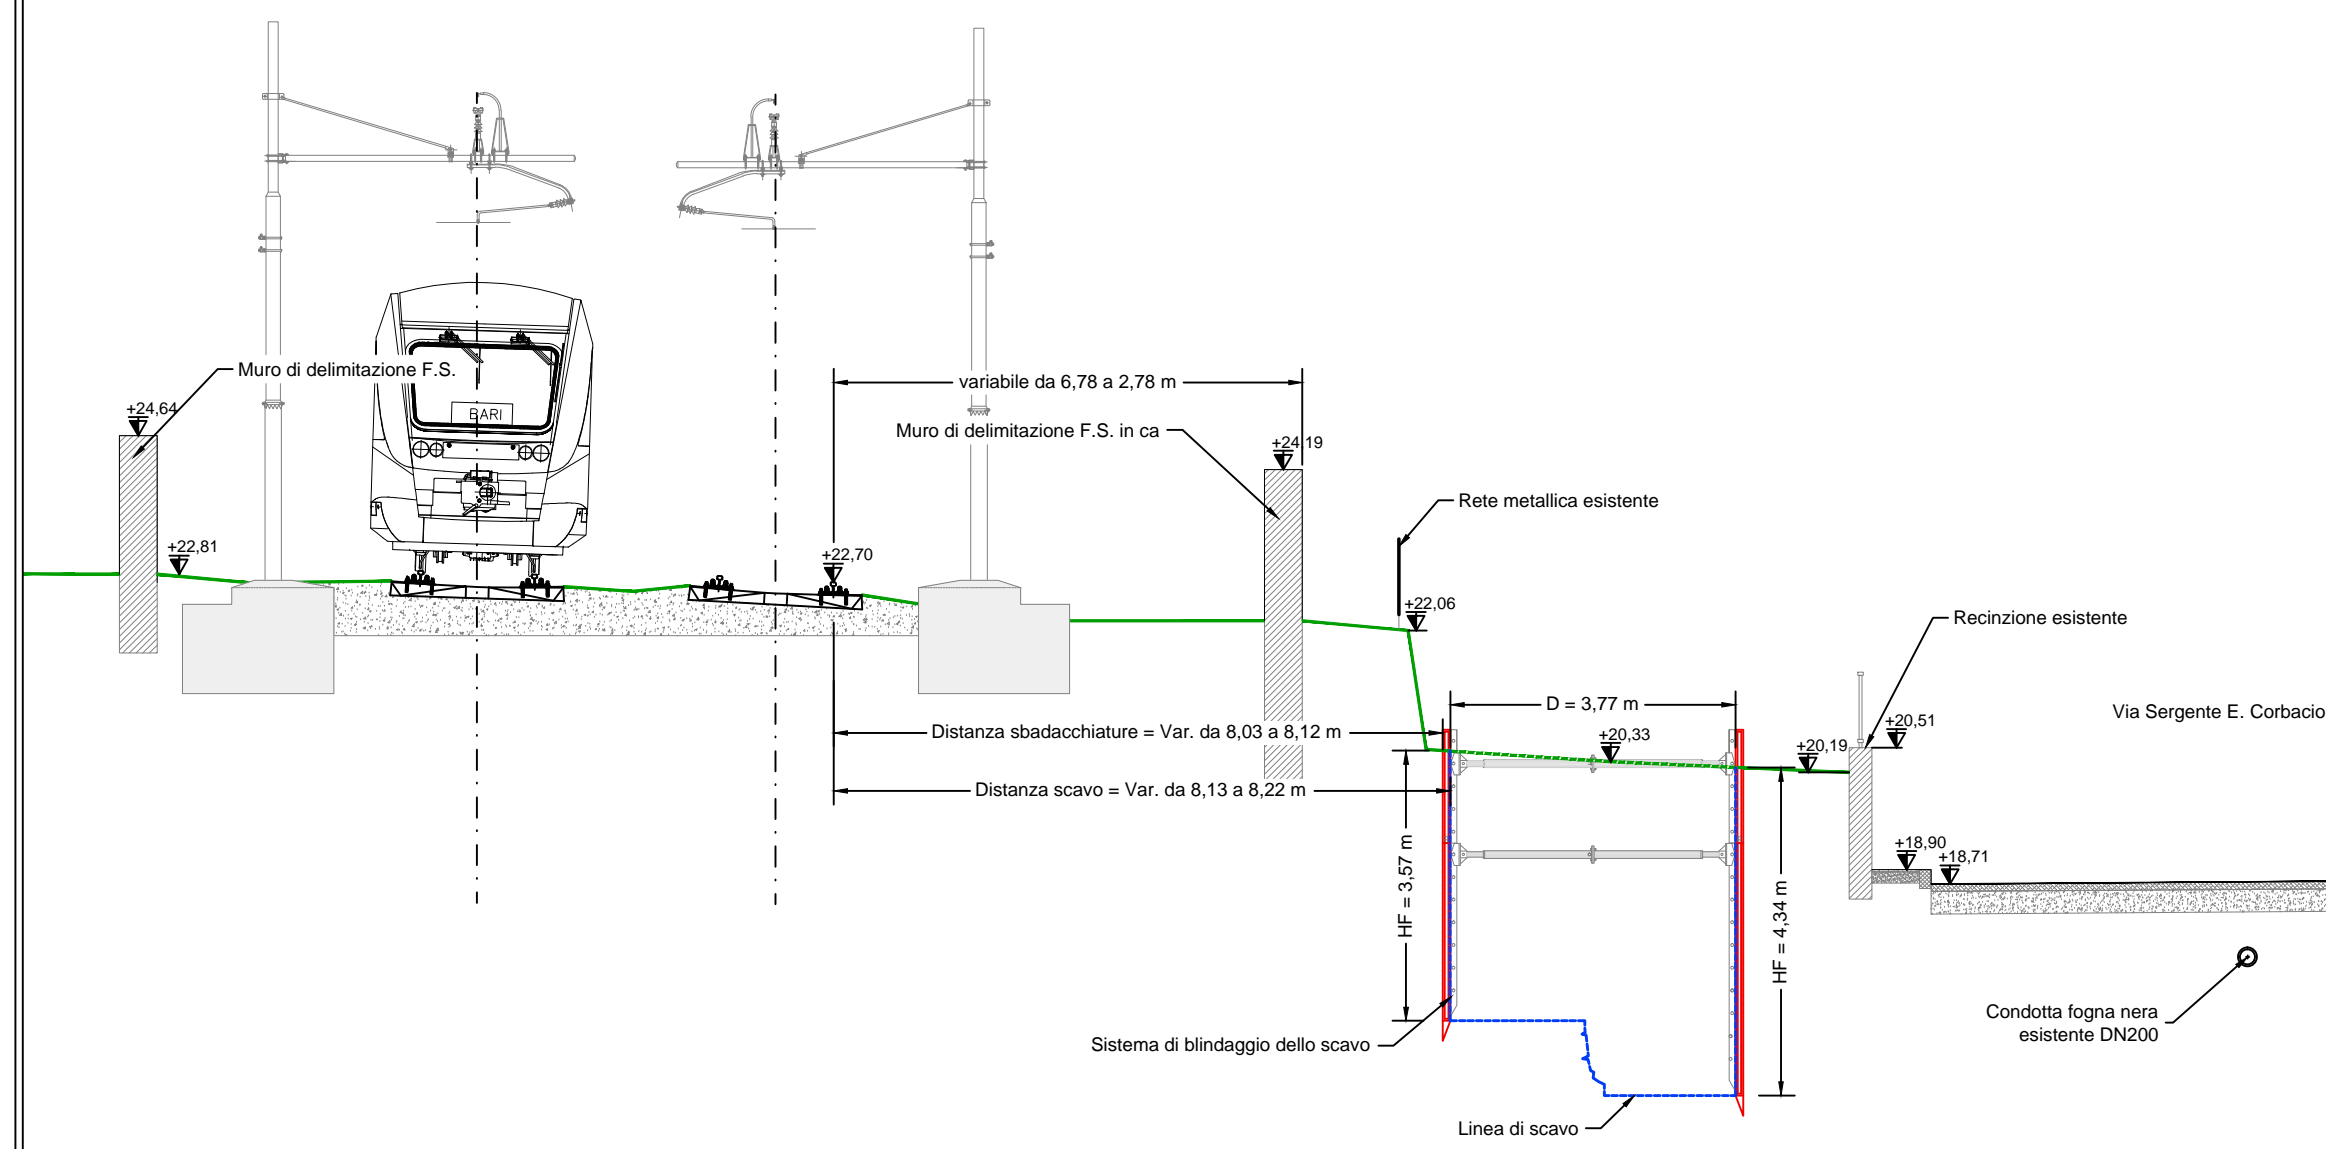 Muro di delimitazione F.S.
variabile da 6,78 a 2,78 m
+24,64
BARI
Muro di delimitazione F.S. in ca
+24,19
Rete metallica esistente
+22,81
+22,70
+22,06
Recinzione esistente
D = 3,77 m
Via Sergente E. Corbacio
+20,51
Distanza sbadacchiature = Var. da 8,03 a 8,12 m
+20,33
+20,19
Distanza scavo = Var. da 8,13 a 8,22 m
+18,90
+18,71
HF = 3,57 m
HF = 4,34 m
Condotta fogna nera
esistente DN200
Sistema di blindaggio dello scavo
Linea di scavo